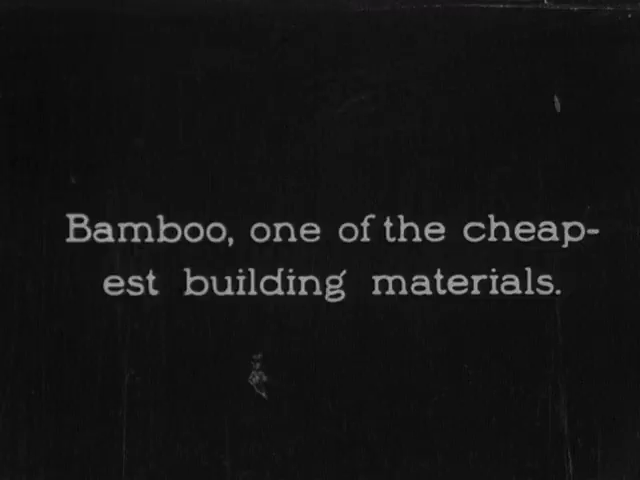 Bamboo, one of the cheap-
est building materials.